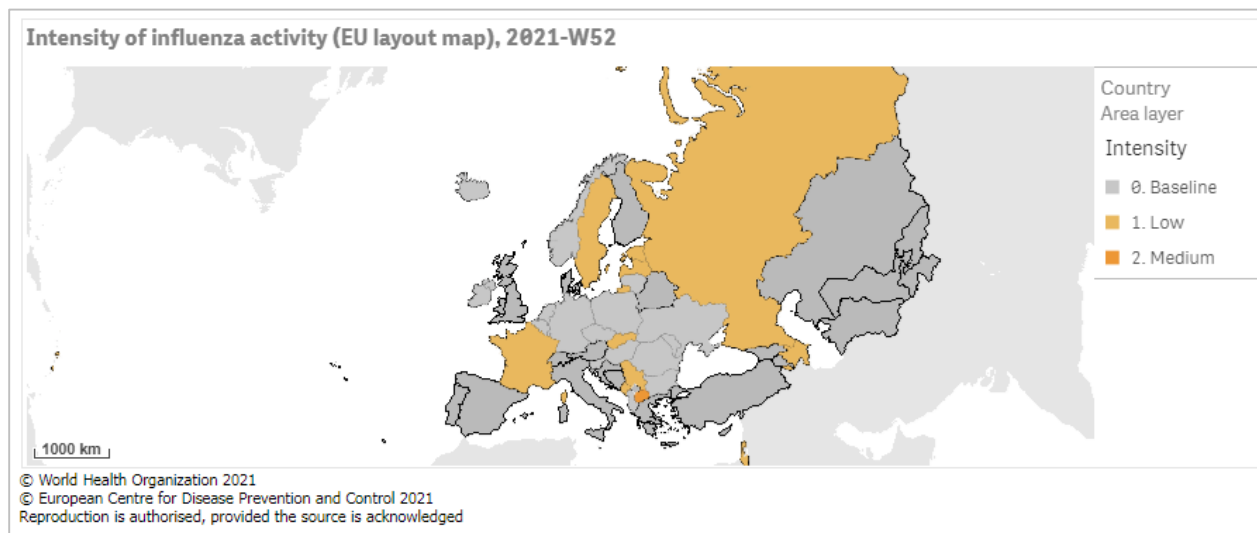 Intensity of influenza activity (EU layout map), 2021-W52
Country
Area layer
Intensity
0. Baseline
1. Low
2. Medium
1000 km
© World Health Organization 2021
© European Centre for Disease Prevention and Control 2021
Reproduction is authorised, provided the source is acknowledged